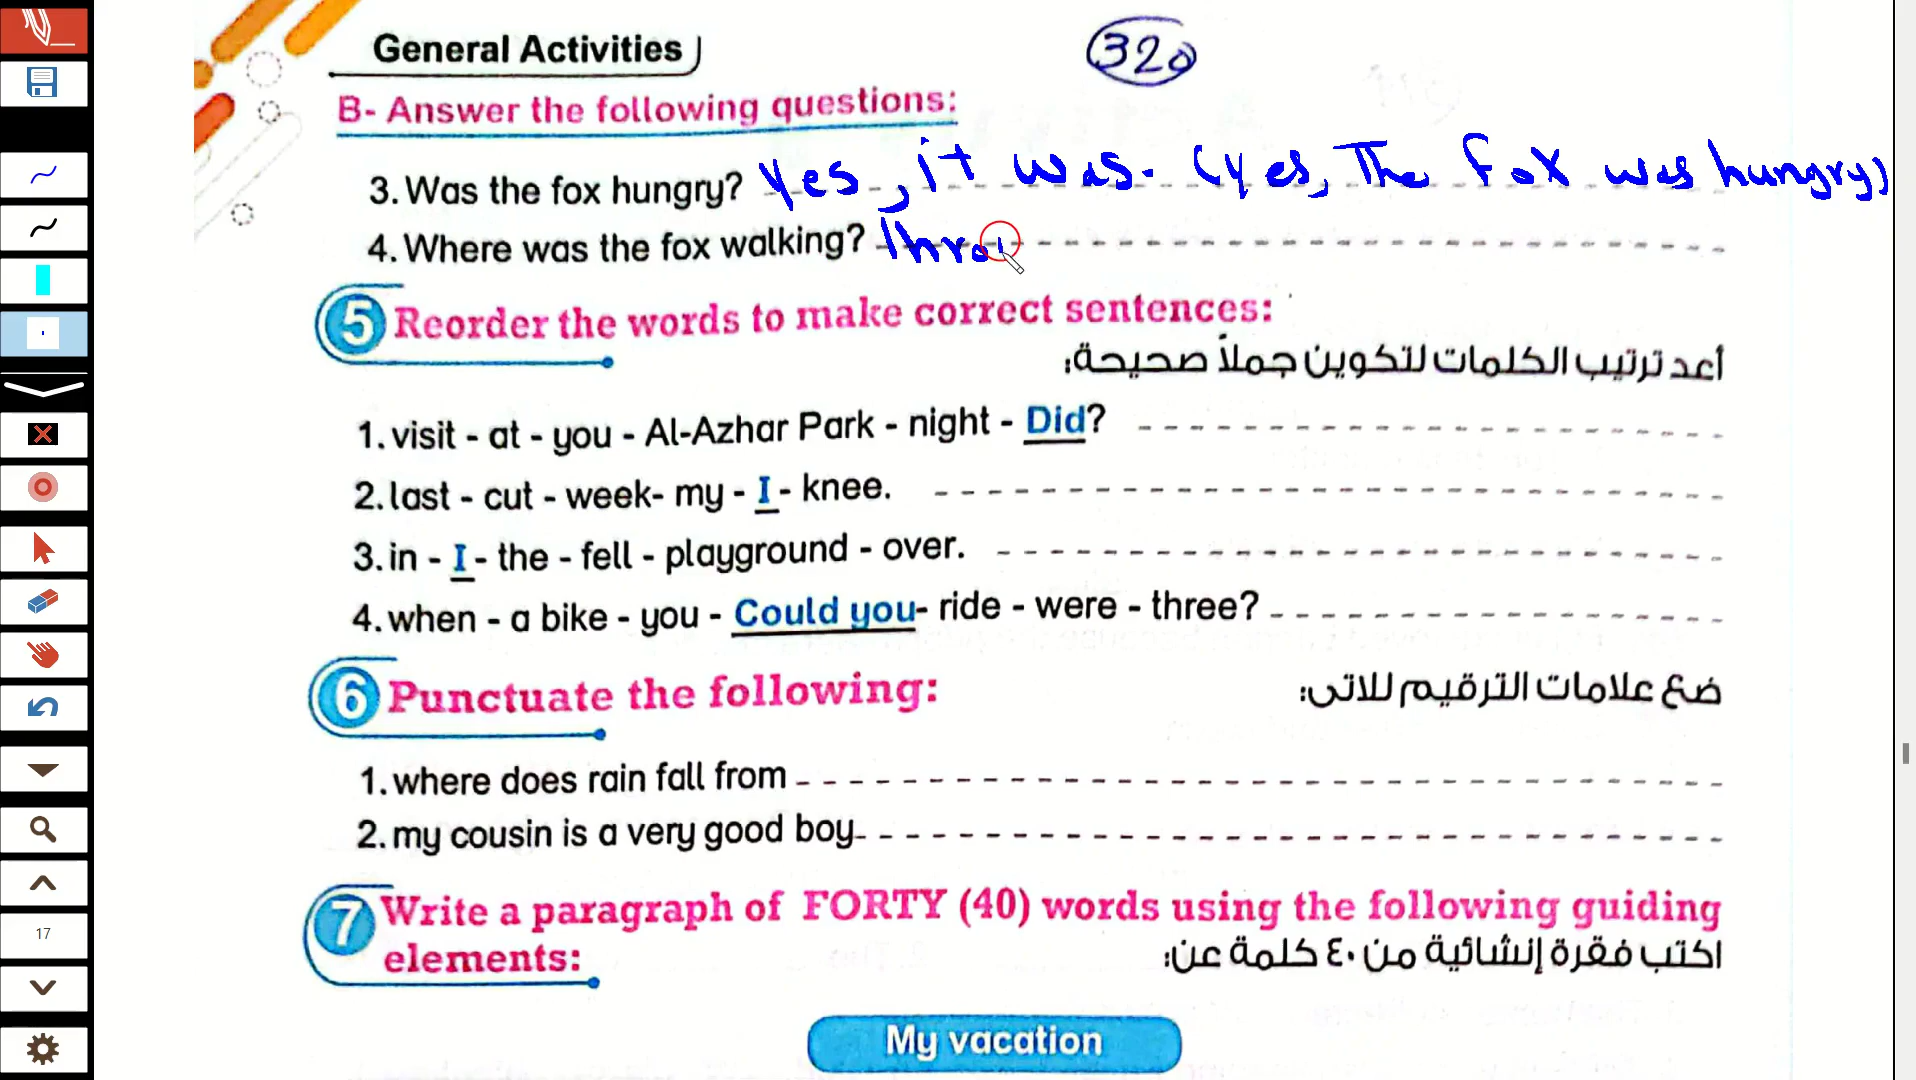 General Activities
320
B- Answer the following questions:
3. Was the fox hungry? Yes, it was. (Yes, The fox was hungry)
4. Where was the fox walking? Throu
5 Reorder the words to make correct sentences:
أعد ترتيب الكلمات لتكوين جملاً صحيحة:
1. visit - at - you - Al-Azhar Park - night - Did?
2. last - cut - week- my - I - knee.
3. in - I - the - fell - playground - over.
4. when - a bike - you - Could you- ride - were - three?
6 Punctuate the following:
ضع علامات الترقيم للاتى:
1. where does rain fall from
2. my cousin is a very good boy
7 Write a paragraph of FORTY (40) words using the following guiding
elements:
اكتب فقرة إنشائية من ٤٠ كلمة عن:
My vacation
17